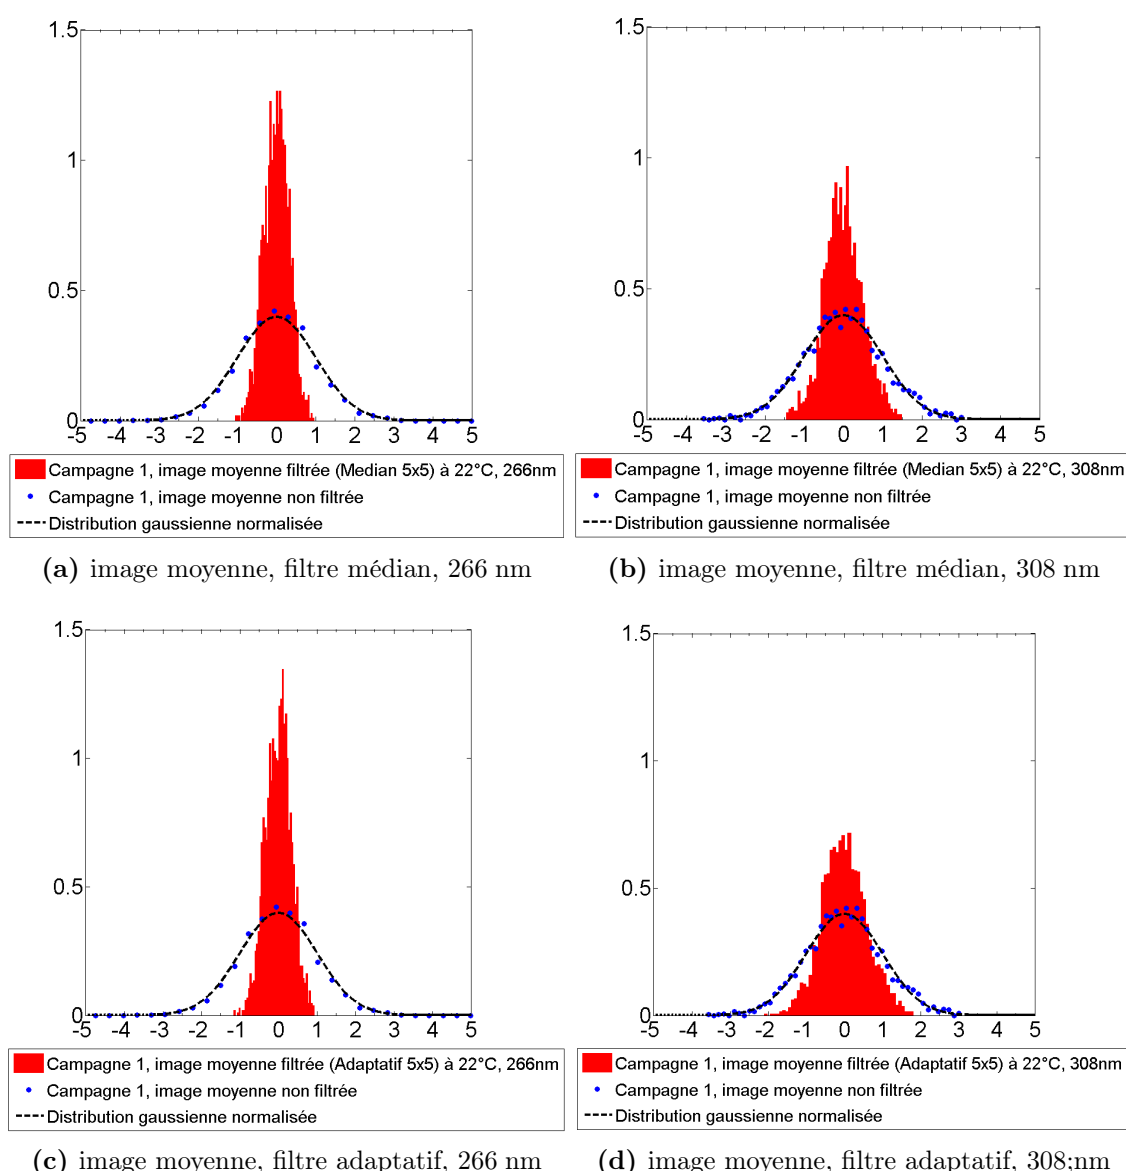 1.5
1
0.5
0
-5 -4 -3 -2 -1 0 1 2 3 4 5
Campagne 1, image moyenne filtrée (Median 5x5) à 22°C, 266nm
Campagne 1, image moyenne non filtrée
Distribution gaussienne normalisée
(a) image moyenne, filtre médian, 266 nm
1.5
1
0.5
0
-5 -4 -3 -2 -1 0 1 2 3 4 5
Campagne 1, image moyenne filtrée (Median 5x5) à 22°C, 308nm
Campagne 1, image moyenne non filtrée
Distribution gaussienne normalisée
(b) image moyenne, filtre médian, 308 nm
1.5
1
0.5
0
-5 -4 -3 -2 -1 0 1 2 3 4 5
Campagne 1, image moyenne filtrée (Adaptatif 5x5) à 22°C, 266nm
Campagne 1, image moyenne non filtrée
Distribution gaussienne normalisée
(c) image moyenne, filtre adaptatif, 266 nm
1.5
1
0.5
0
-5 -4 -3 -2 -1 0 1 2 3 4 5
Campagne 1, image moyenne filtrée (Adaptatif 5x5) à 22°C, 308nm
Campagne 1, image moyenne non filtrée
Distribution gaussienne normalisée
(d) image moyenne, filtre adaptatif, 308:nm